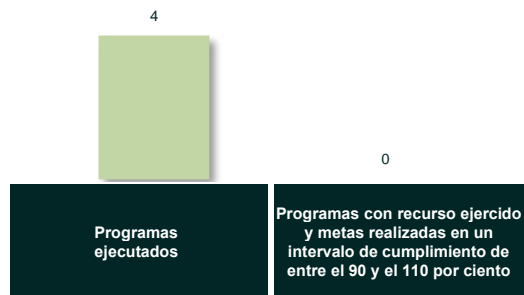 4
0
Programas
ejecutados
Programas con recurso ejercido
y metas realizadas en un
intervalo de cumplimiento de
entre el 90 y el 110 por ciento